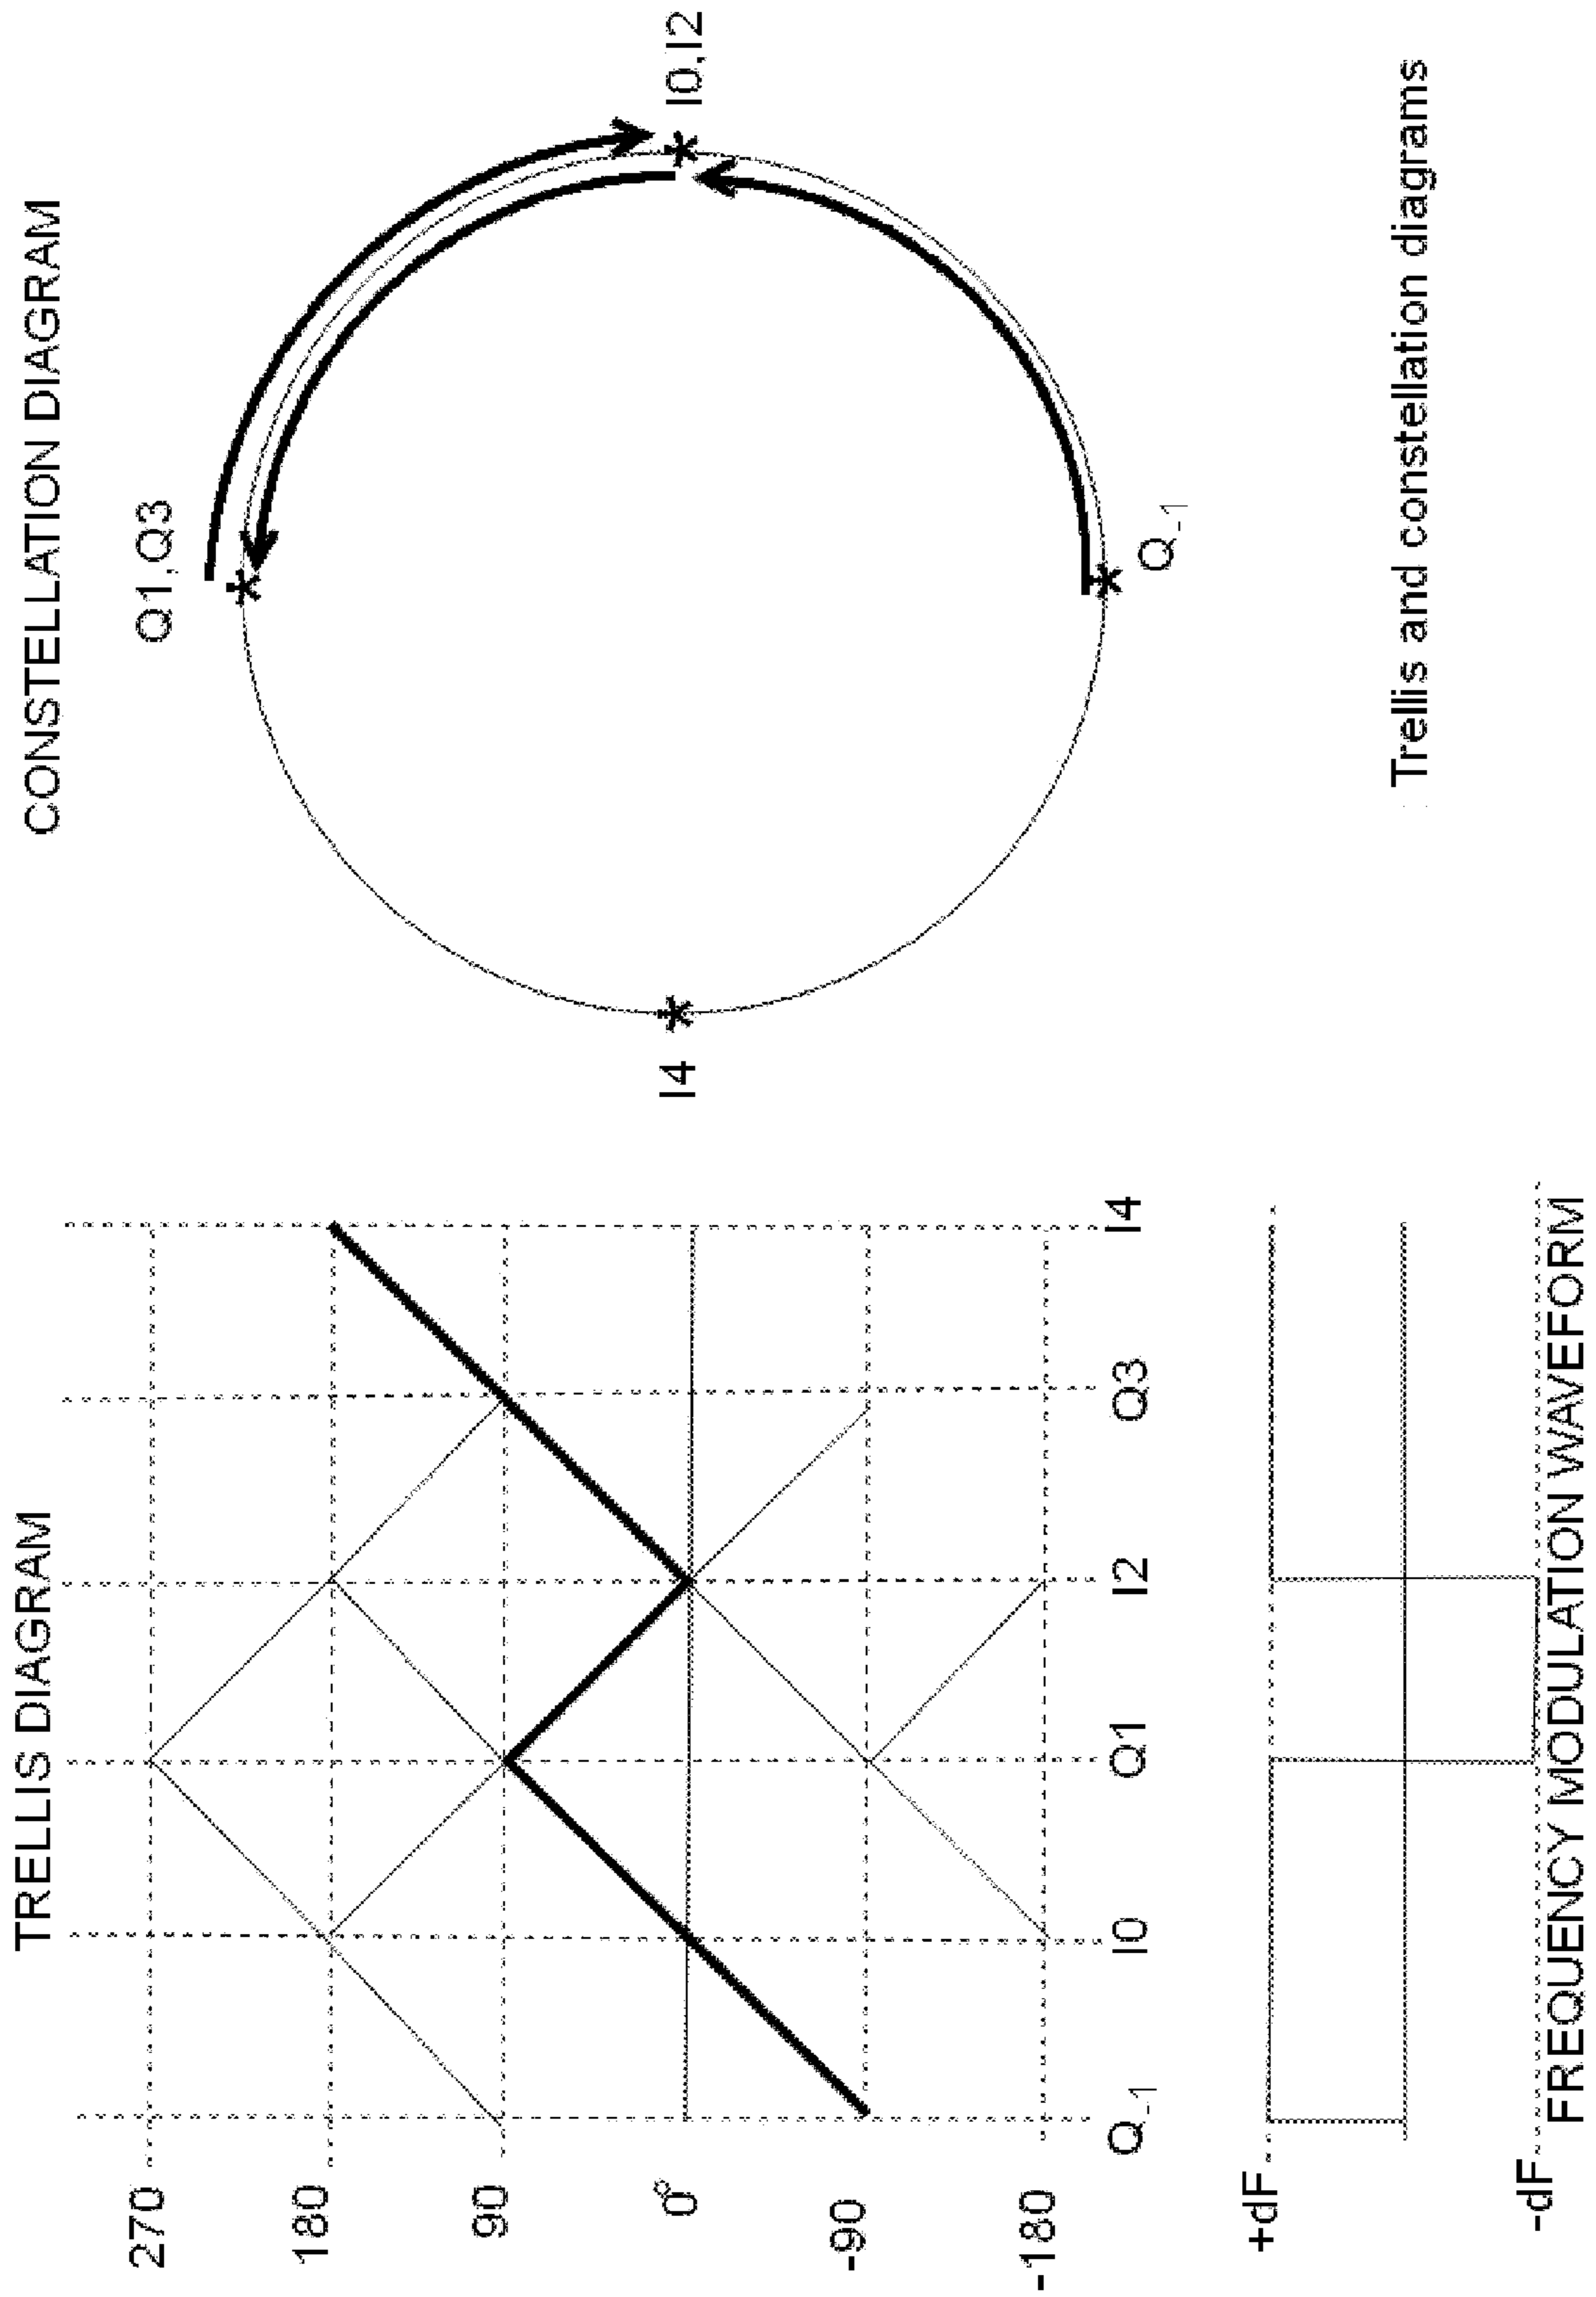 TRELLIS DIAGRAM
270
180
90
0°
-90
-180
Q-1
I0
Q1
I2
Q3
I4
+dF
-dF
FREQUENCY MODULATION WAVEFORM
CONSTELLATION DIAGRAM
Q1,Q3
I0,I2
I4
Q-1
Trellis and constellation diagrams